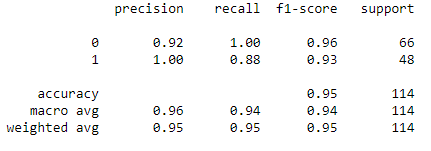 precision recall f1-score support
0 0.92 1.00 0.96 66
1 1.00 0.88 0.93 48
accuracy 0.95 114
macro avg 0.96 0.94 0.94 114
weighted avg 0.95 0.95 0.95 114